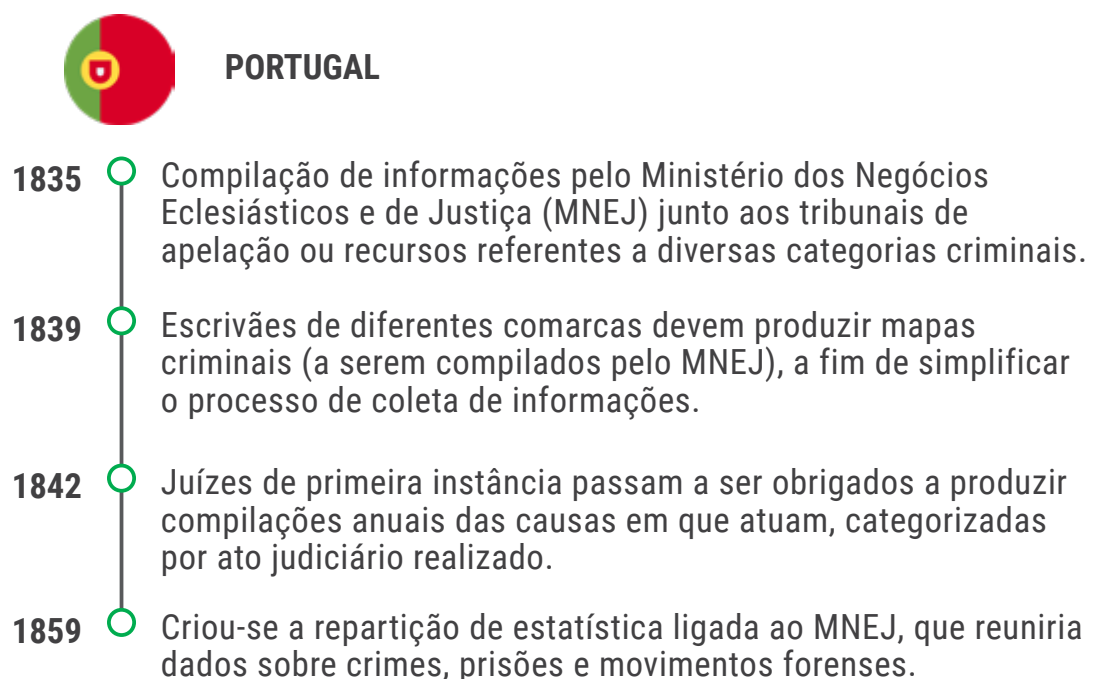 PORTUGAL
1835 Compilação de informações pelo Ministério dos Negócios
Eclesiásticos e de Justiça (MNEJ) junto aos tribunais de
apelação ou recursos referentes a diversas categorias criminais.
1839 Escrivães de diferentes comarcas devem produzir mapas
criminais (a serem compilados pelo MNEJ), a fim de simplificar
o processo de coleta de informações.
1842 Juízes de primeira instância passam a ser obrigados a produzir
compilações anuais das causas em que atuam, categorizadas
por ato judiciário realizado.
1859 Criou-se a repartição de estatística ligada ao MNEJ, que reuniria
dados sobre crimes, prisões e movimentos forenses.